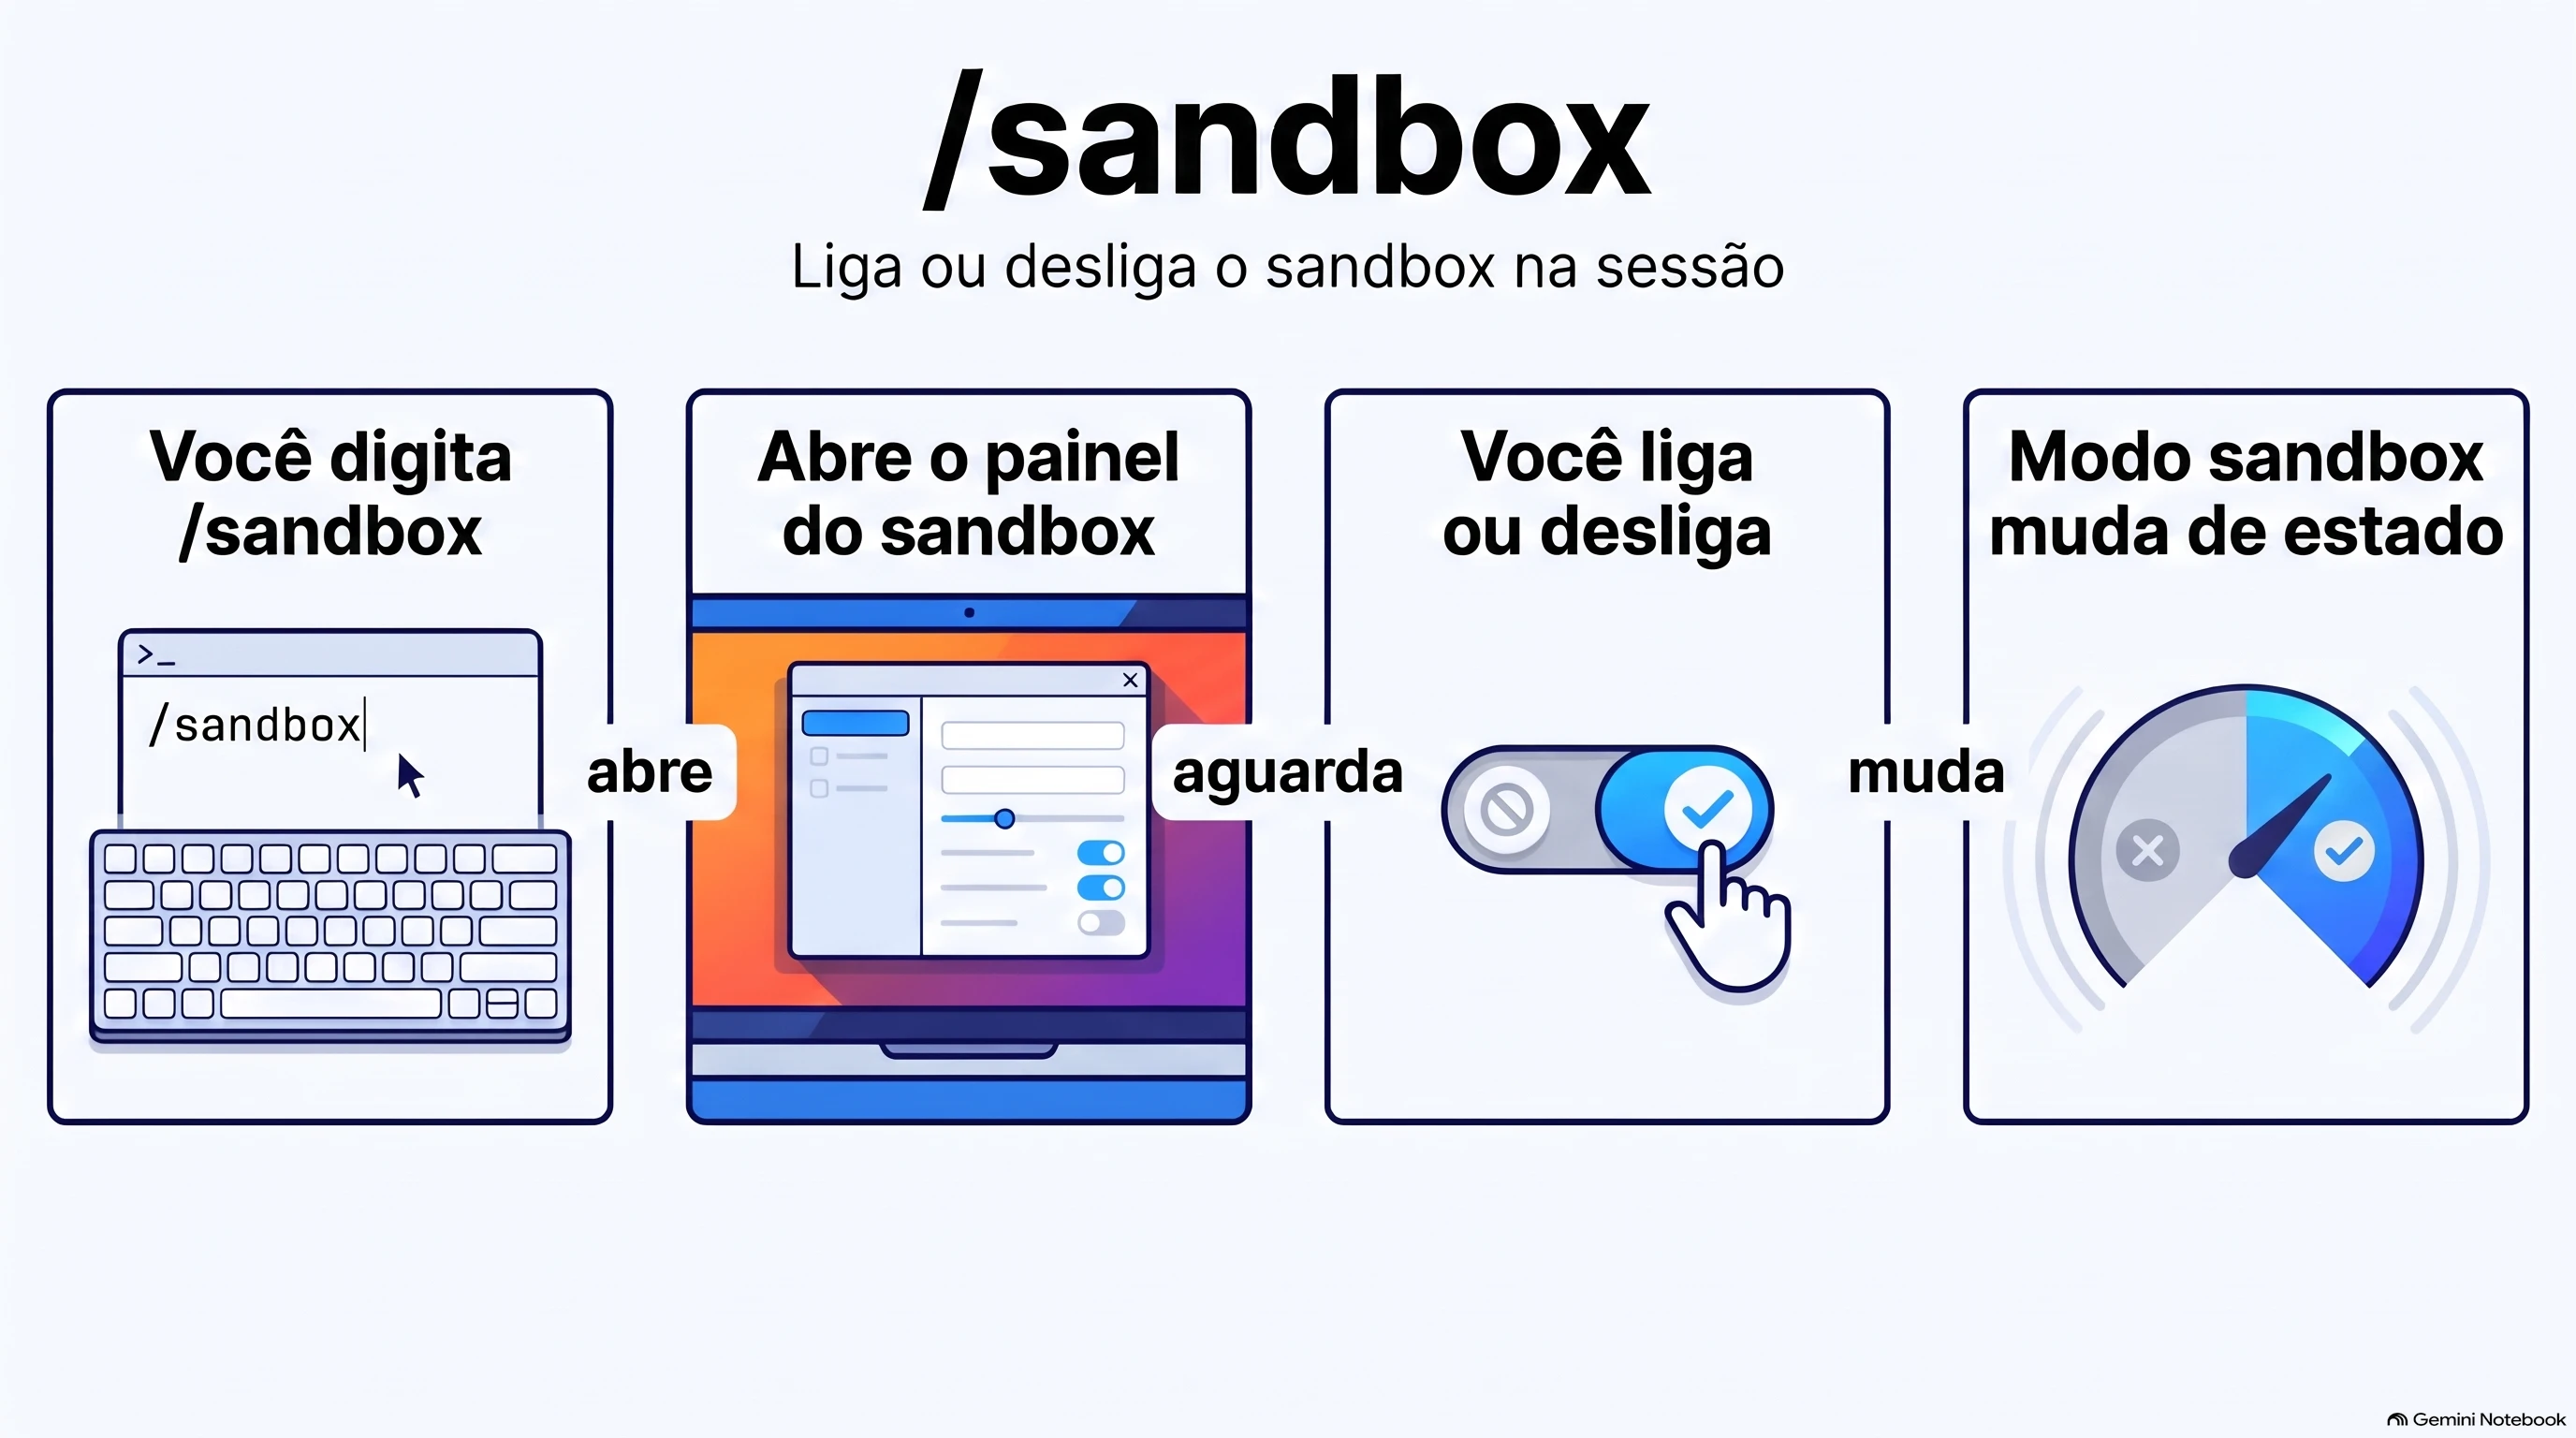 /sandbox
Liga ou desliga o sandbox na sessão
Você digita
/sandbox
>_
/sandbox
abre
Abre o painel
do sandbox
aguarda
Você liga
ou desliga
muda
Modo sandbox
muda de estado
Gemini Notebook